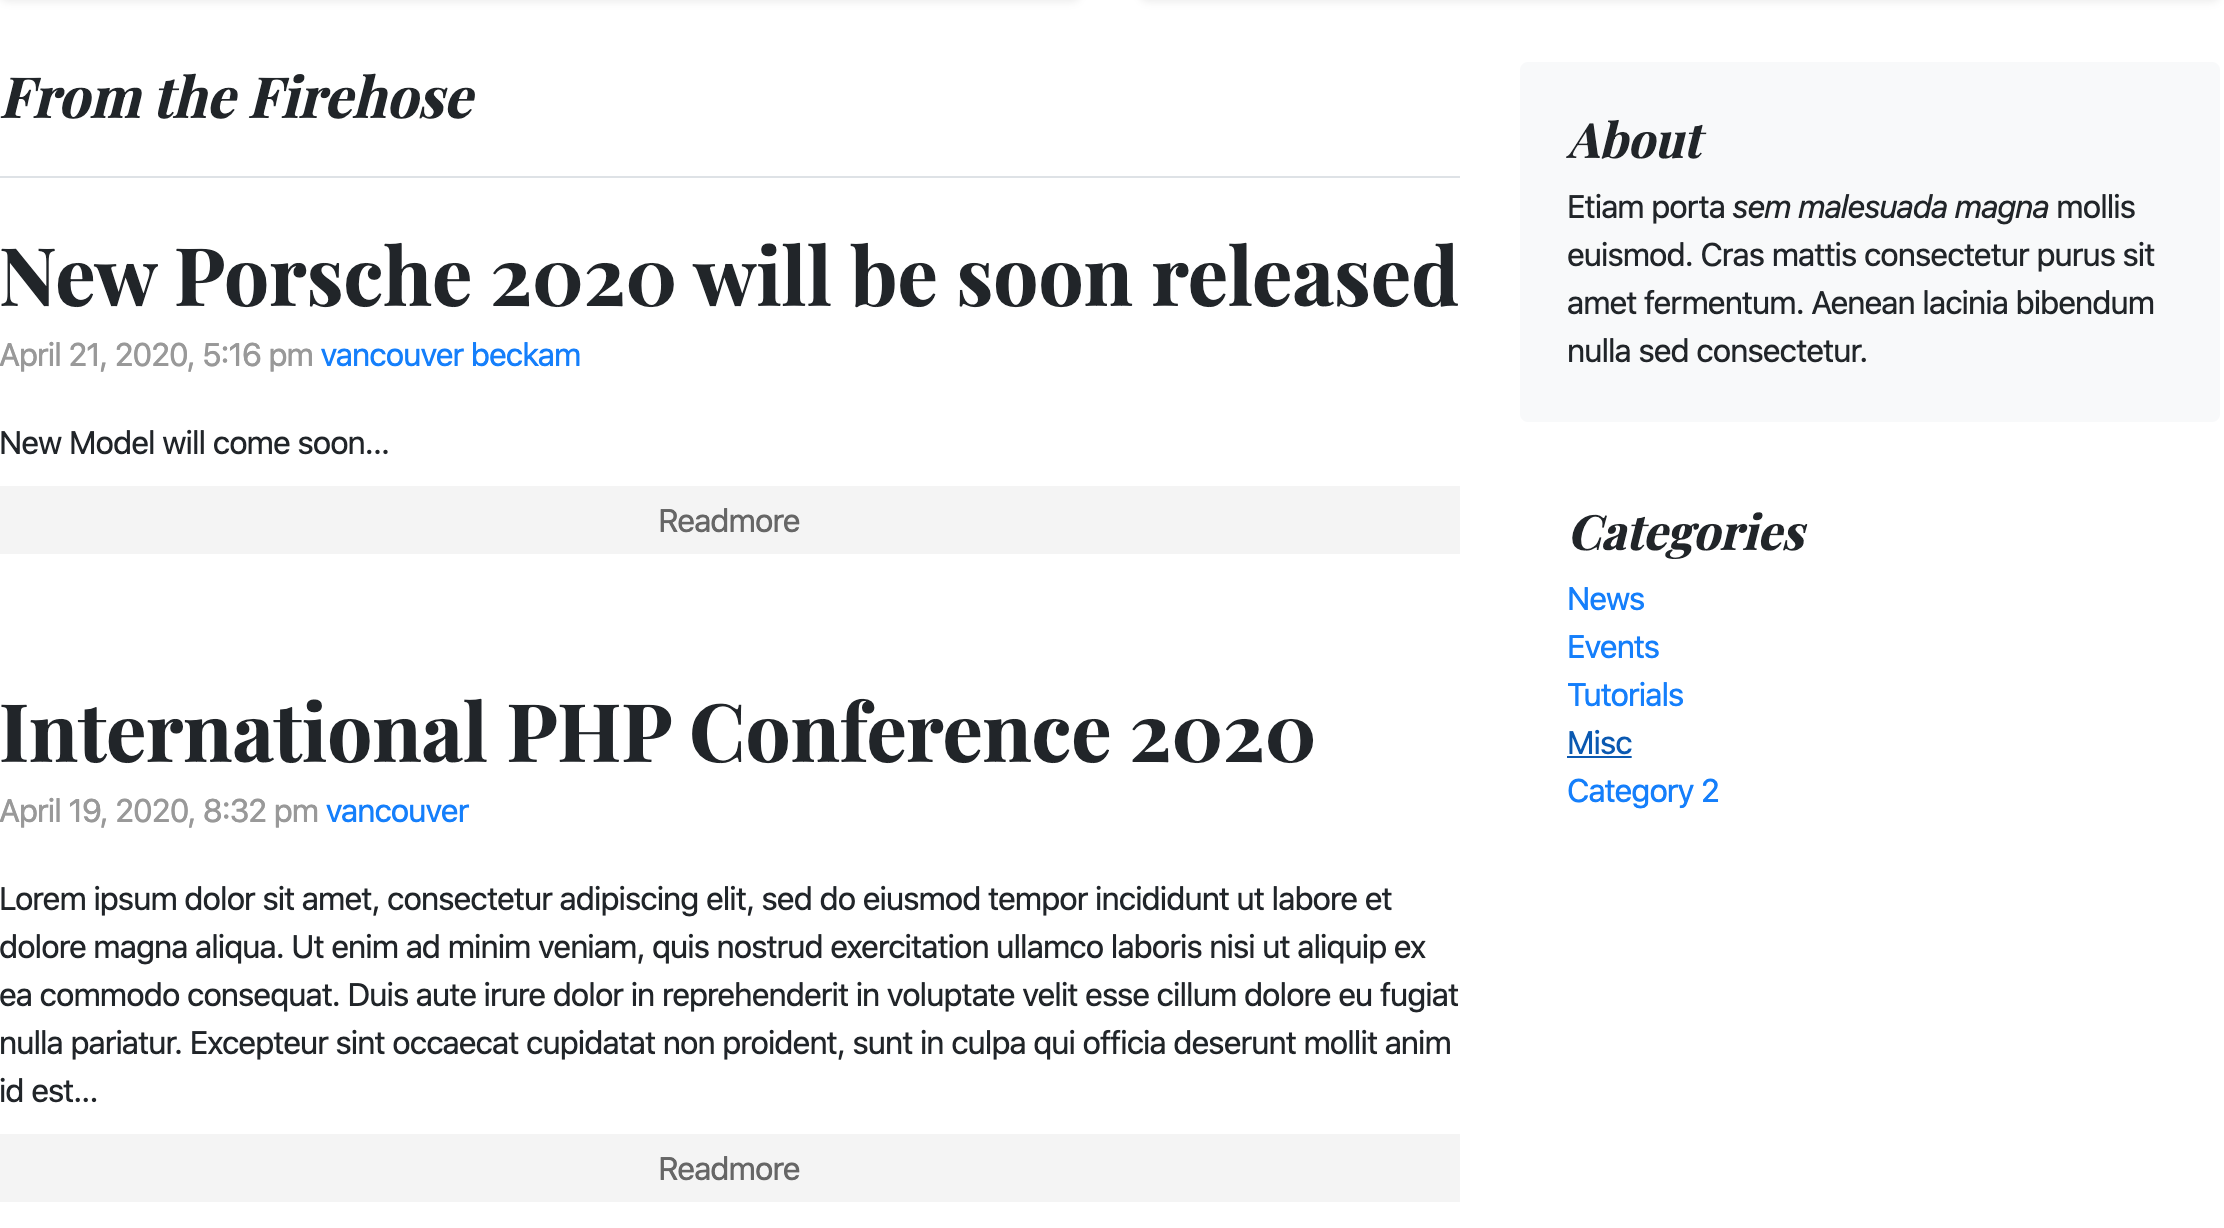 From the Firehose
New Porsche 2020 will be soon released
April 21, 2020, 5:16 pm vancouver beckam
New Model will come soon...
Readmore
International PHP Conference 2020
April 19, 2020, 8:32 pm vancouver
Lorem ipsum dolor sit amet, consectetur adipiscing elit, sed do eiusmod tempor incididunt ut labore et
dolore magna aliqua. Ut enim ad minim veniam, quis nostrud exercitation ullamco laboris nisi ut aliquip ex
ea commodo consequat. Duis aute irure dolor in reprehenderit in voluptate velit esse cillum dolore eu fugiat
nulla pariatur. Excepteur sint occaecat cupidatat non proident, sunt in culpa qui officia deserunt mollit anim
id est...
Readmore
About
Etiam porta sem malesuada magna mollis
euismod. Cras mattis consectetur purus sit
amet fermentum. Aenean lacinia bibendum
nulla sed consectetur.
Categories
News
Events
Tutorials
Misc
Category 2